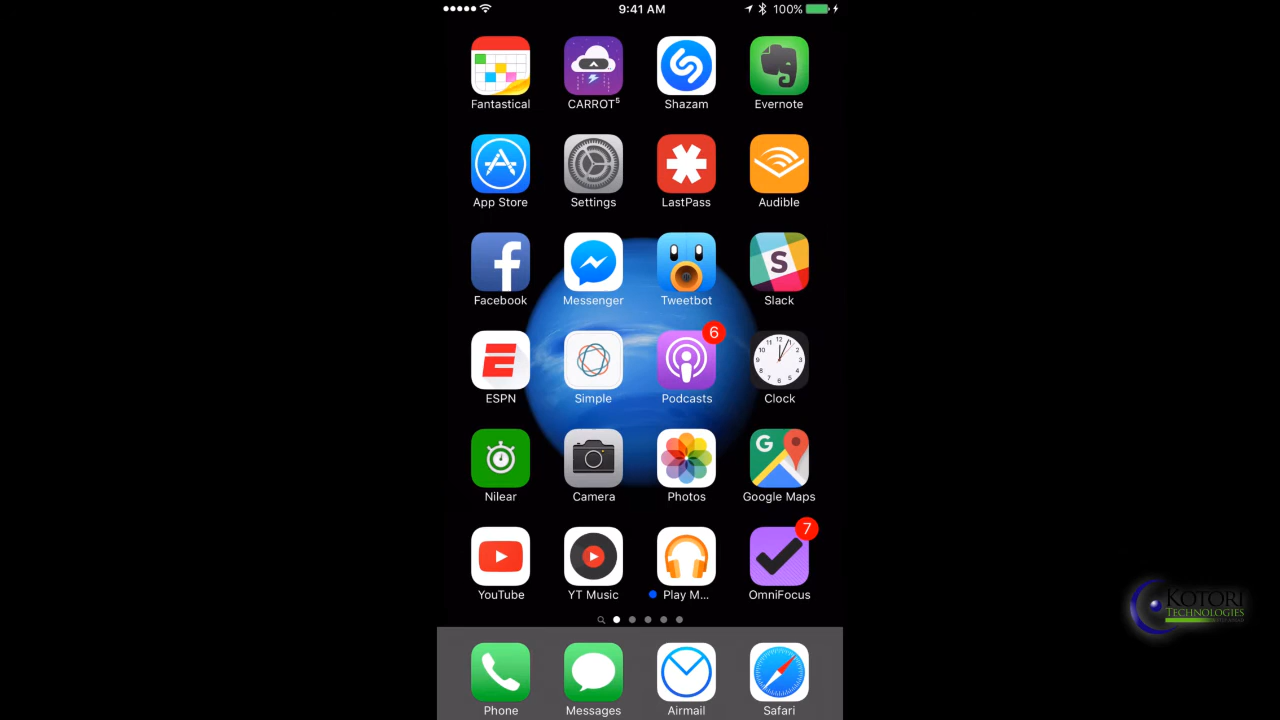 9:41 AM 100%
Fantastical CARROT⁵ Shazam Evernote
App Store Settings LastPass Audible
Facebook Messenger Tweetbot Slack
S
6
ESPN Simple Podcasts Clock
G
Nilear Camera Photos Google Maps
7
YouTube YT Music Play M... OmniFocus
Phone Messages Airmail Safari
KOTORI
TECHNOLOGIES